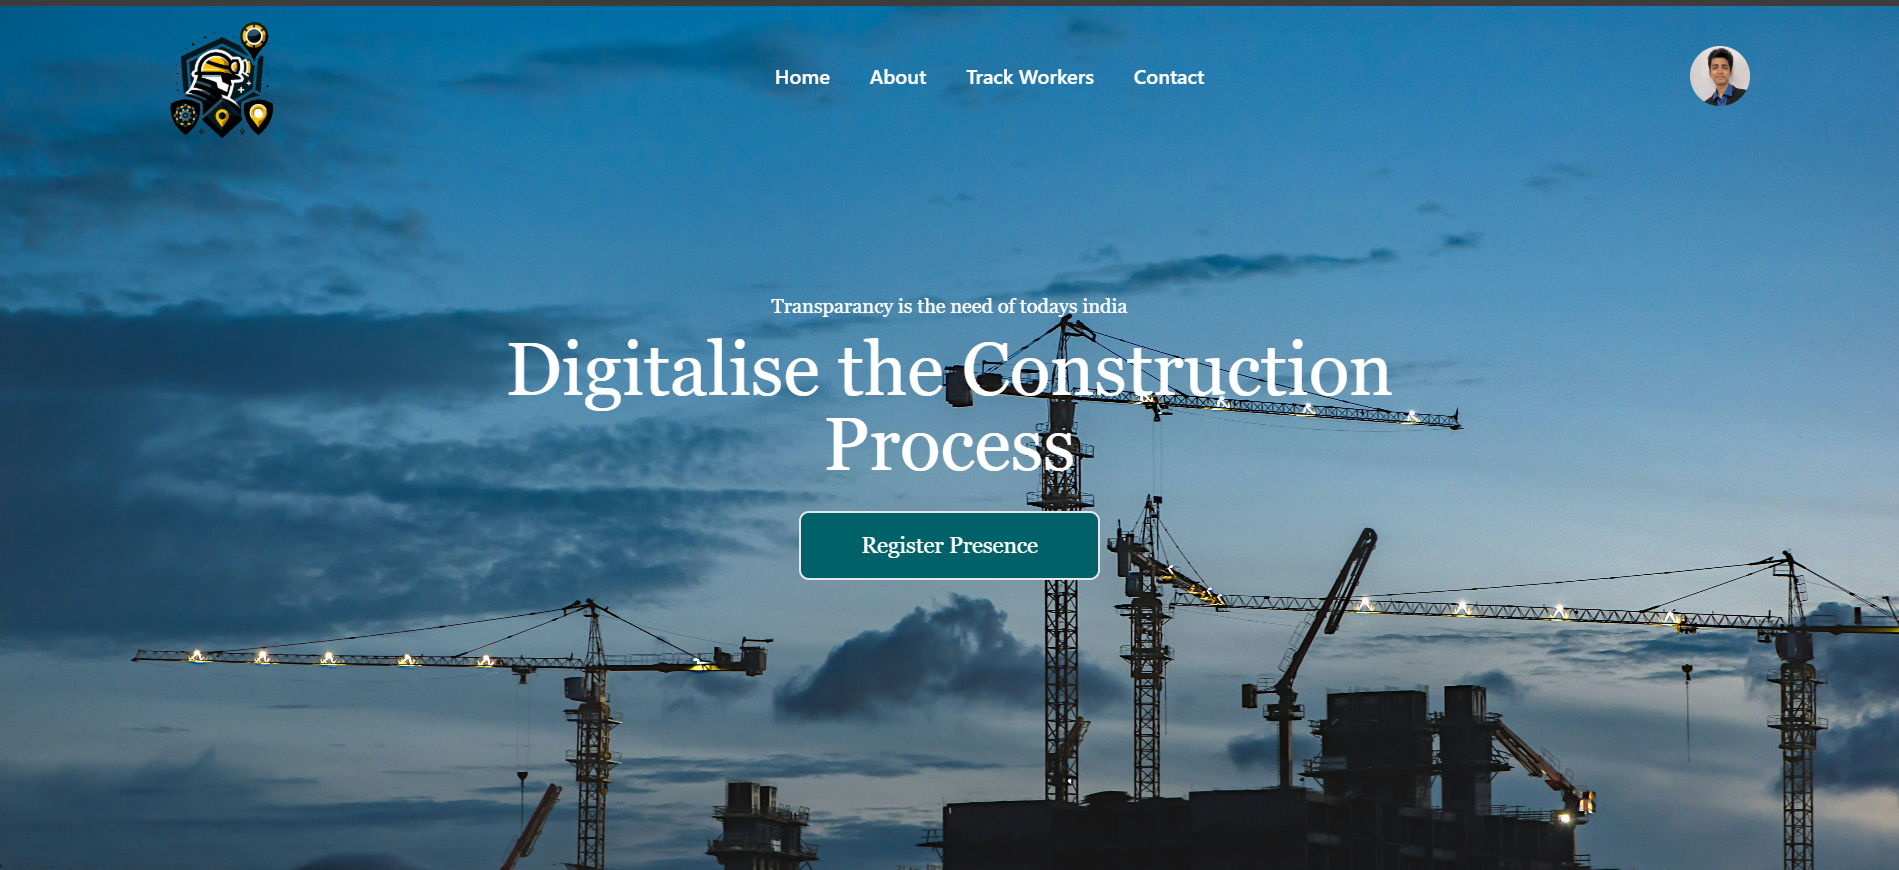 Home About Track Workers Contact
Transparancy is the need of todays india
Digitalise the Construction
Process
Register Presence